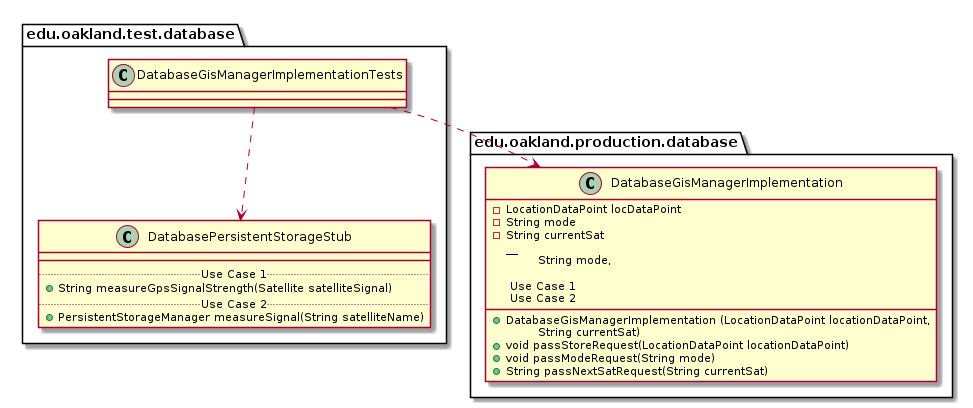 edu.oakland.test.database
C DatabaseGisManagerImplementationTests
C DatabasePersistentStorageStub
Use Case 1
String measureGpsSignalStrength(Satellite satelliteSignal)
Use Case 2
PersistentStorageManager measureSignal(String satelliteName)
edu.oakland.production.database
C DatabaseGisManagerImplementation
LocationDataPoint locDataPoint
String mode
String currentSat
__
String mode,
Use Case 1
Use Case 2
DatabaseGisManagerImplementation (LocationDataPoint locationDataPoint,
String currentSat)
void passStoreRequest(LocationDataPoint locationDataPoint)
void passModeRequest(String mode)
String passNextSatRequest(String currentSat)